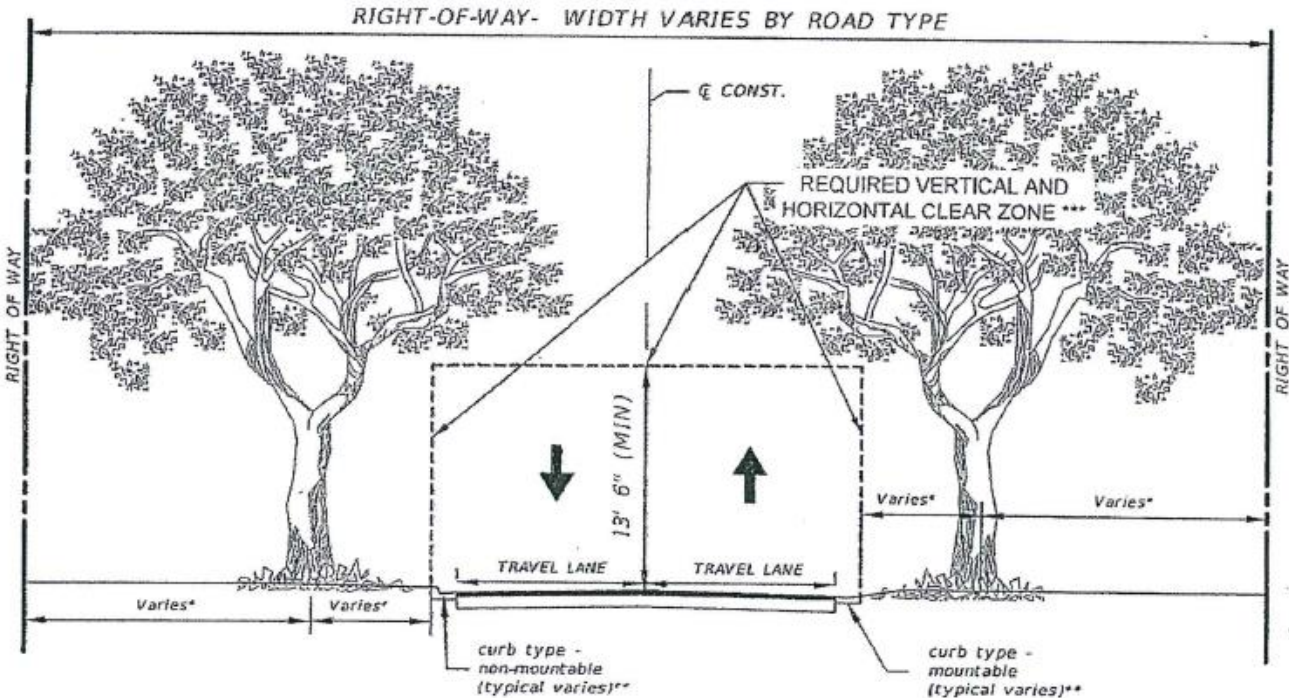 RIGHT-OF-WAY- WIDTH VARIES BY ROAD TYPE
℄ CONST.
REQUIRED VERTICAL AND
HORIZONTAL CLEAR ZONE ***
RIGHT OF WAY
RIGHT OF WAY
13' 6" (MIN)
Varies*
Varies*
TRAVEL LANE
TRAVEL LANE
Varies*
Varies*
curb type -
non-mountable
(typical varies)**
curb type -
mountable
(typical varies)**